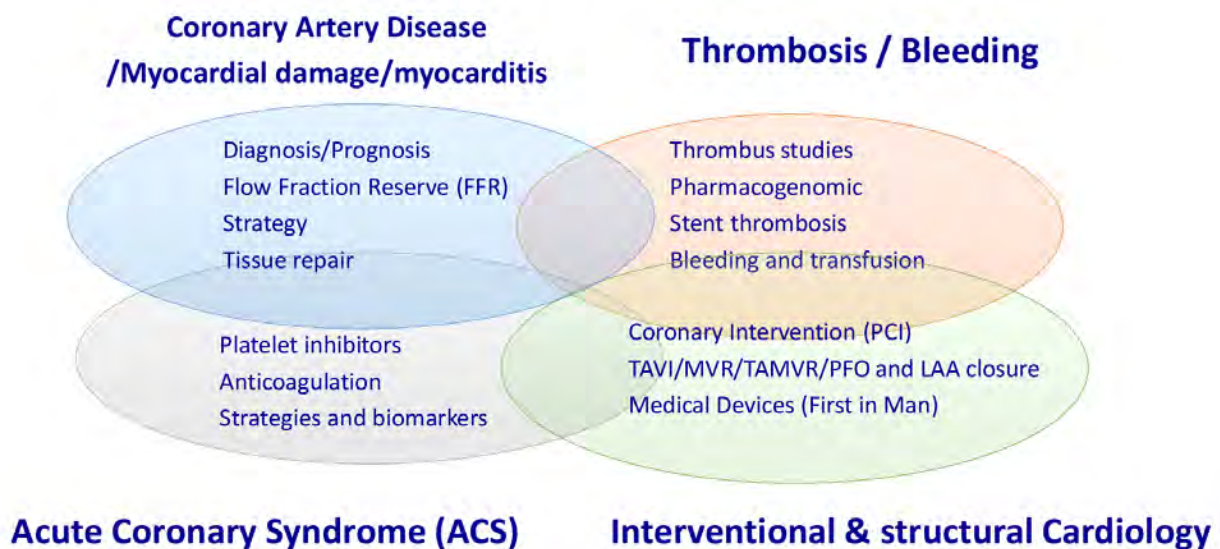 Coronary Artery Disease
/Myocardial damage/myocarditis
Thrombosis / Bleeding
Diagnosis/Prognosis
Flow Fraction Reserve (FFR)
Strategy
Tissue repair
Thrombus studies
Pharmacogenomic
Stent thrombosis
Bleeding and transfusion
Platelet inhibitors
Anticoagulation
Strategies and biomarkers
Coronary Intervention (PCI)
TAVI/MVR/TAMVR/PFO and LAA closure
Medical Devices (First in Man)
Acute Coronary Syndrome (ACS)
Interventional & structural Cardiology